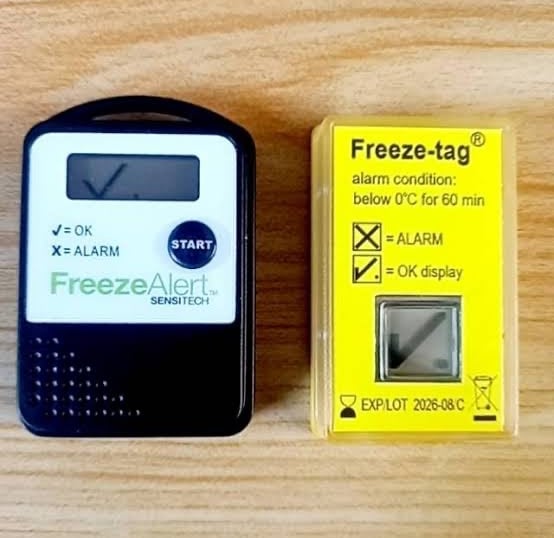 ✓= OK
X= ALARM
START
FreezeAlert™
SENSITECH
Freeze-tag®
alarm condition:
below 0°C for 60 min
= ALARM
= OK display
EXP/LOT 2026-08/C